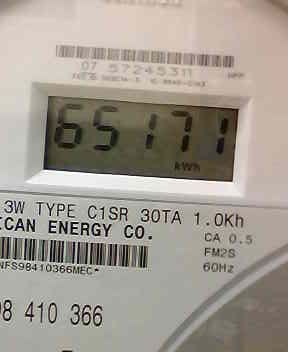 07 57245311
65171
kWh
3W TYPE C1SR 30TA 1.0Kh
ICAN ENERGY CO.
CA 0.5
FM2S
60Hz
NFS98410366MEC*
98 410 366